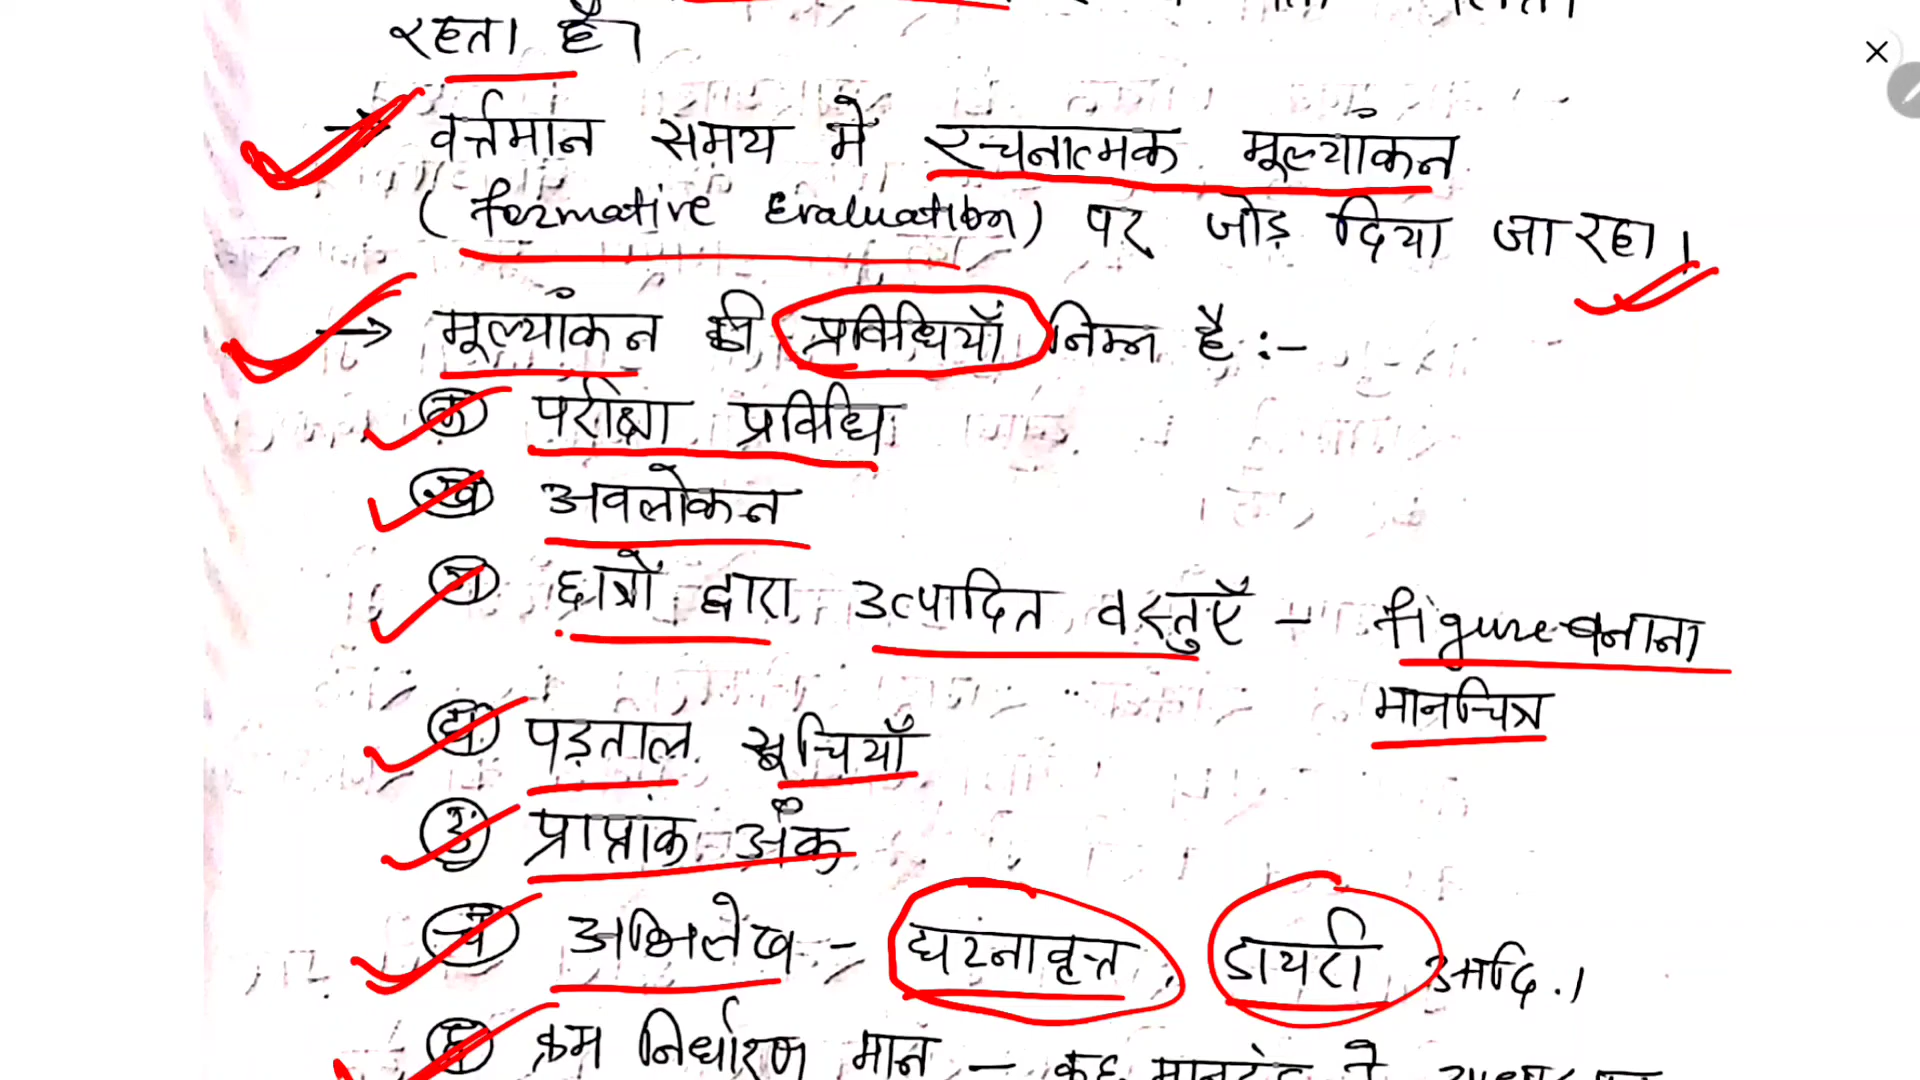 रहता है।
→ वर्त्तमान समय में रचनात्मक मूल्यांकन
(formative Evaluation) पर जोड़ दिया जा रहा।
→ मूल्यांकन की प्रविधियाँ निम्न है :-
(क) परीक्षा प्रविधि
(ख) अवलोकन
(ग) छात्रों द्वारा उत्पादित वस्तुएँ - figure बनाना
मानचित्र
(घ) पड़ताल सूचियाँ
(ङ) प्राप्तांक अंक
(च) अभिलेख - घटनावृत्त, डायरी आदि.।
(छ) क्रम निर्धारण मान -